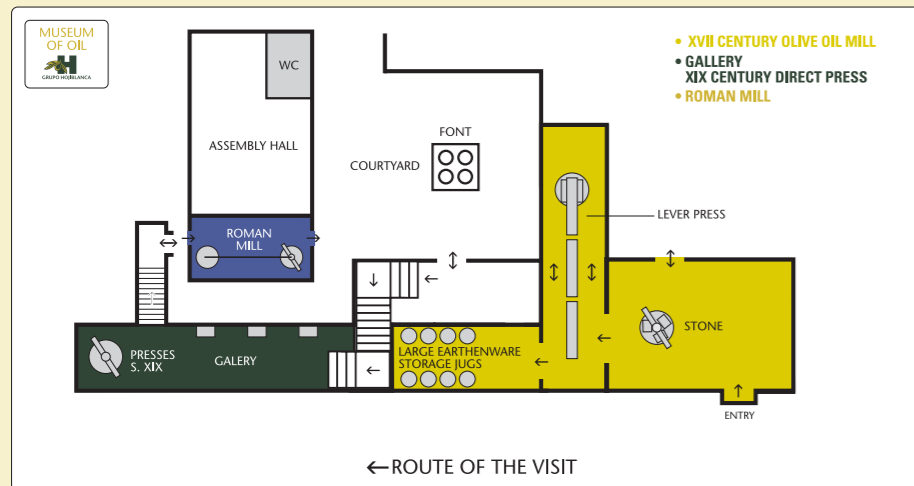 MUSEUM
OF OIL
GRUPO HOJIBLANCA
• XVII CENTURY OLIVE OIL MILL
• GALLERY
XIX CENTURY DIRECT PRESS
• ROMAN MILL
WC
ASSEMBLY HALL
FONT
COURTYARD
LEVER PRESS
ROMAN
MILL
STONE
PRESSES
S. XIX
GALERY
LARGE EARTHENWARE
STORAGE JUGS
ENTRY
←ROUTE OF THE VISIT